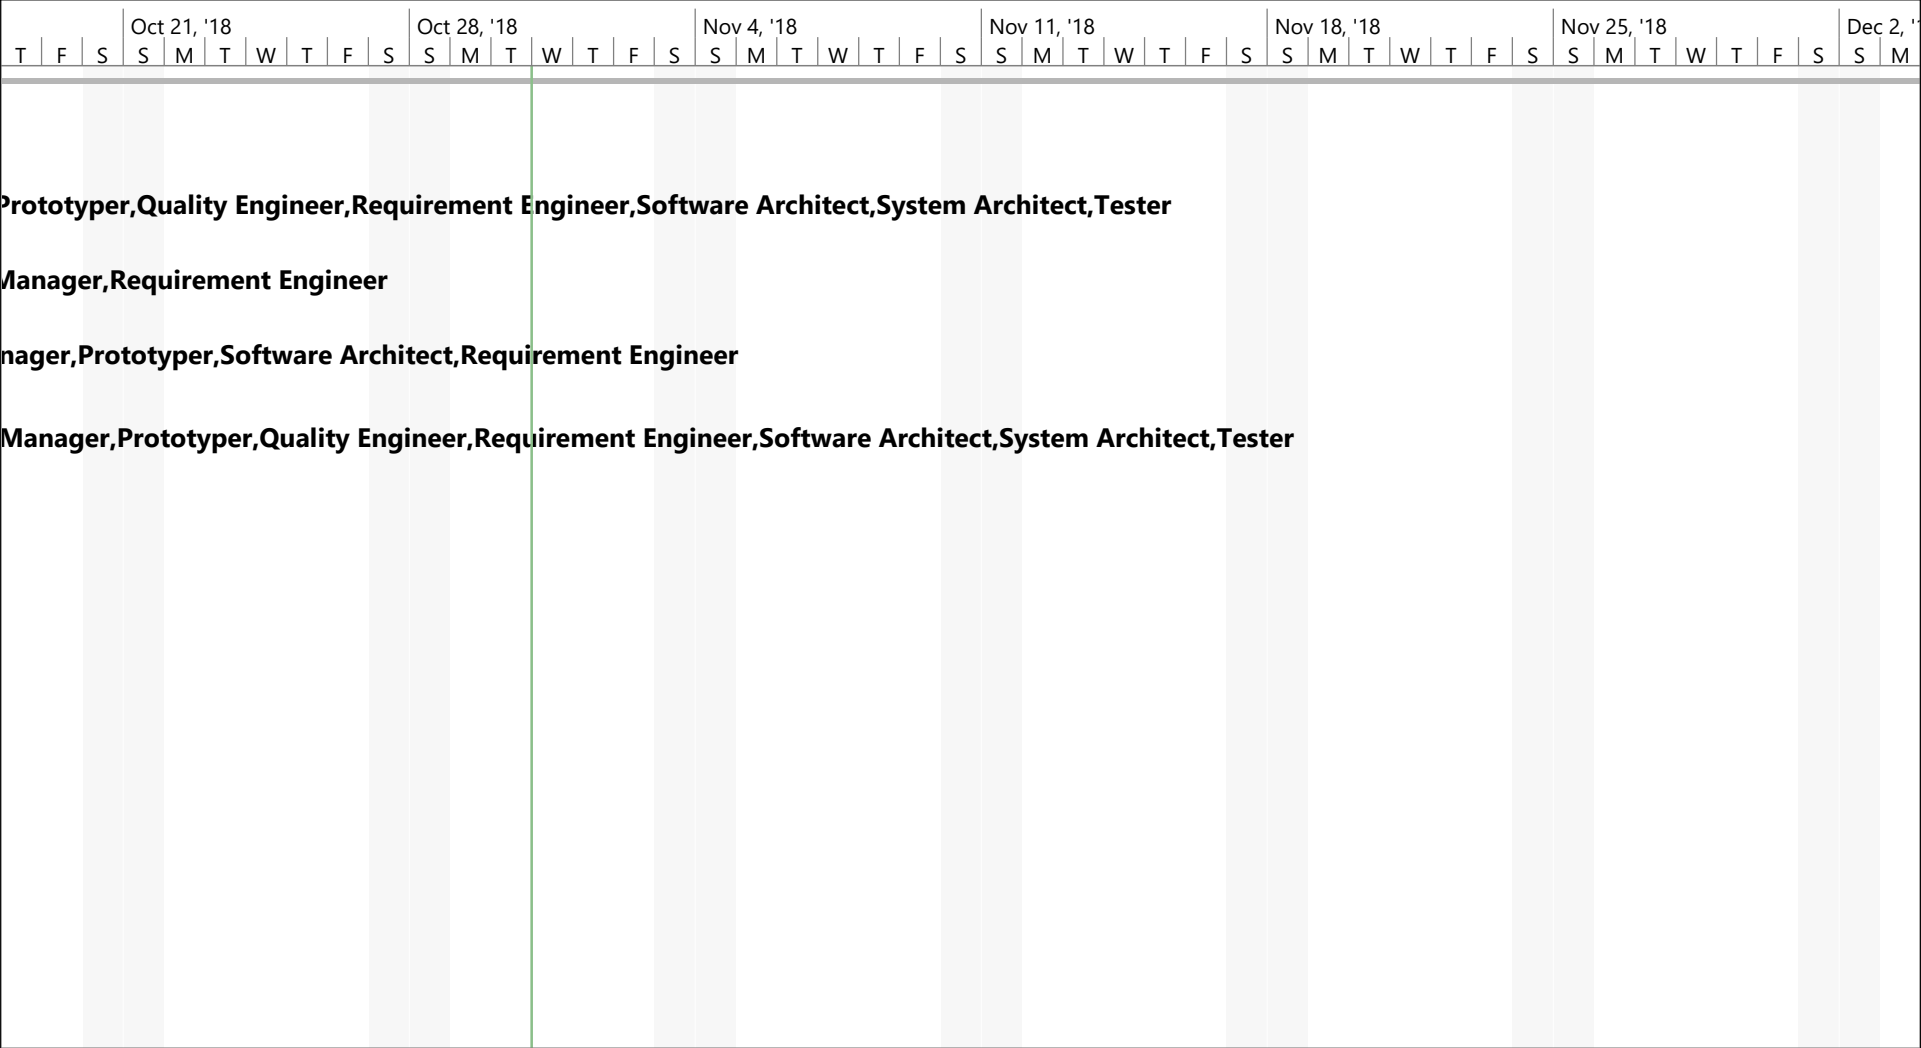 Oct 21, '18 Oct 28, '18 Nov 4, '18 Nov 11, '18 Nov 18, '18 Nov 25, '18 Dec 2, '
T F S S M T W T F S S M T W T F S S M T W T F S S M T W T F S S M T W T F S S M T W T F S S M
Prototyper,Quality Engineer,Requirement Engineer,Software Architect,System Architect,Tester
Manager,Requirement Engineer
nager,Prototyper,Software Architect,Requirement Engineer
Manager,Prototyper,Quality Engineer,Requirement Engineer,Software Architect,System Architect,Tester